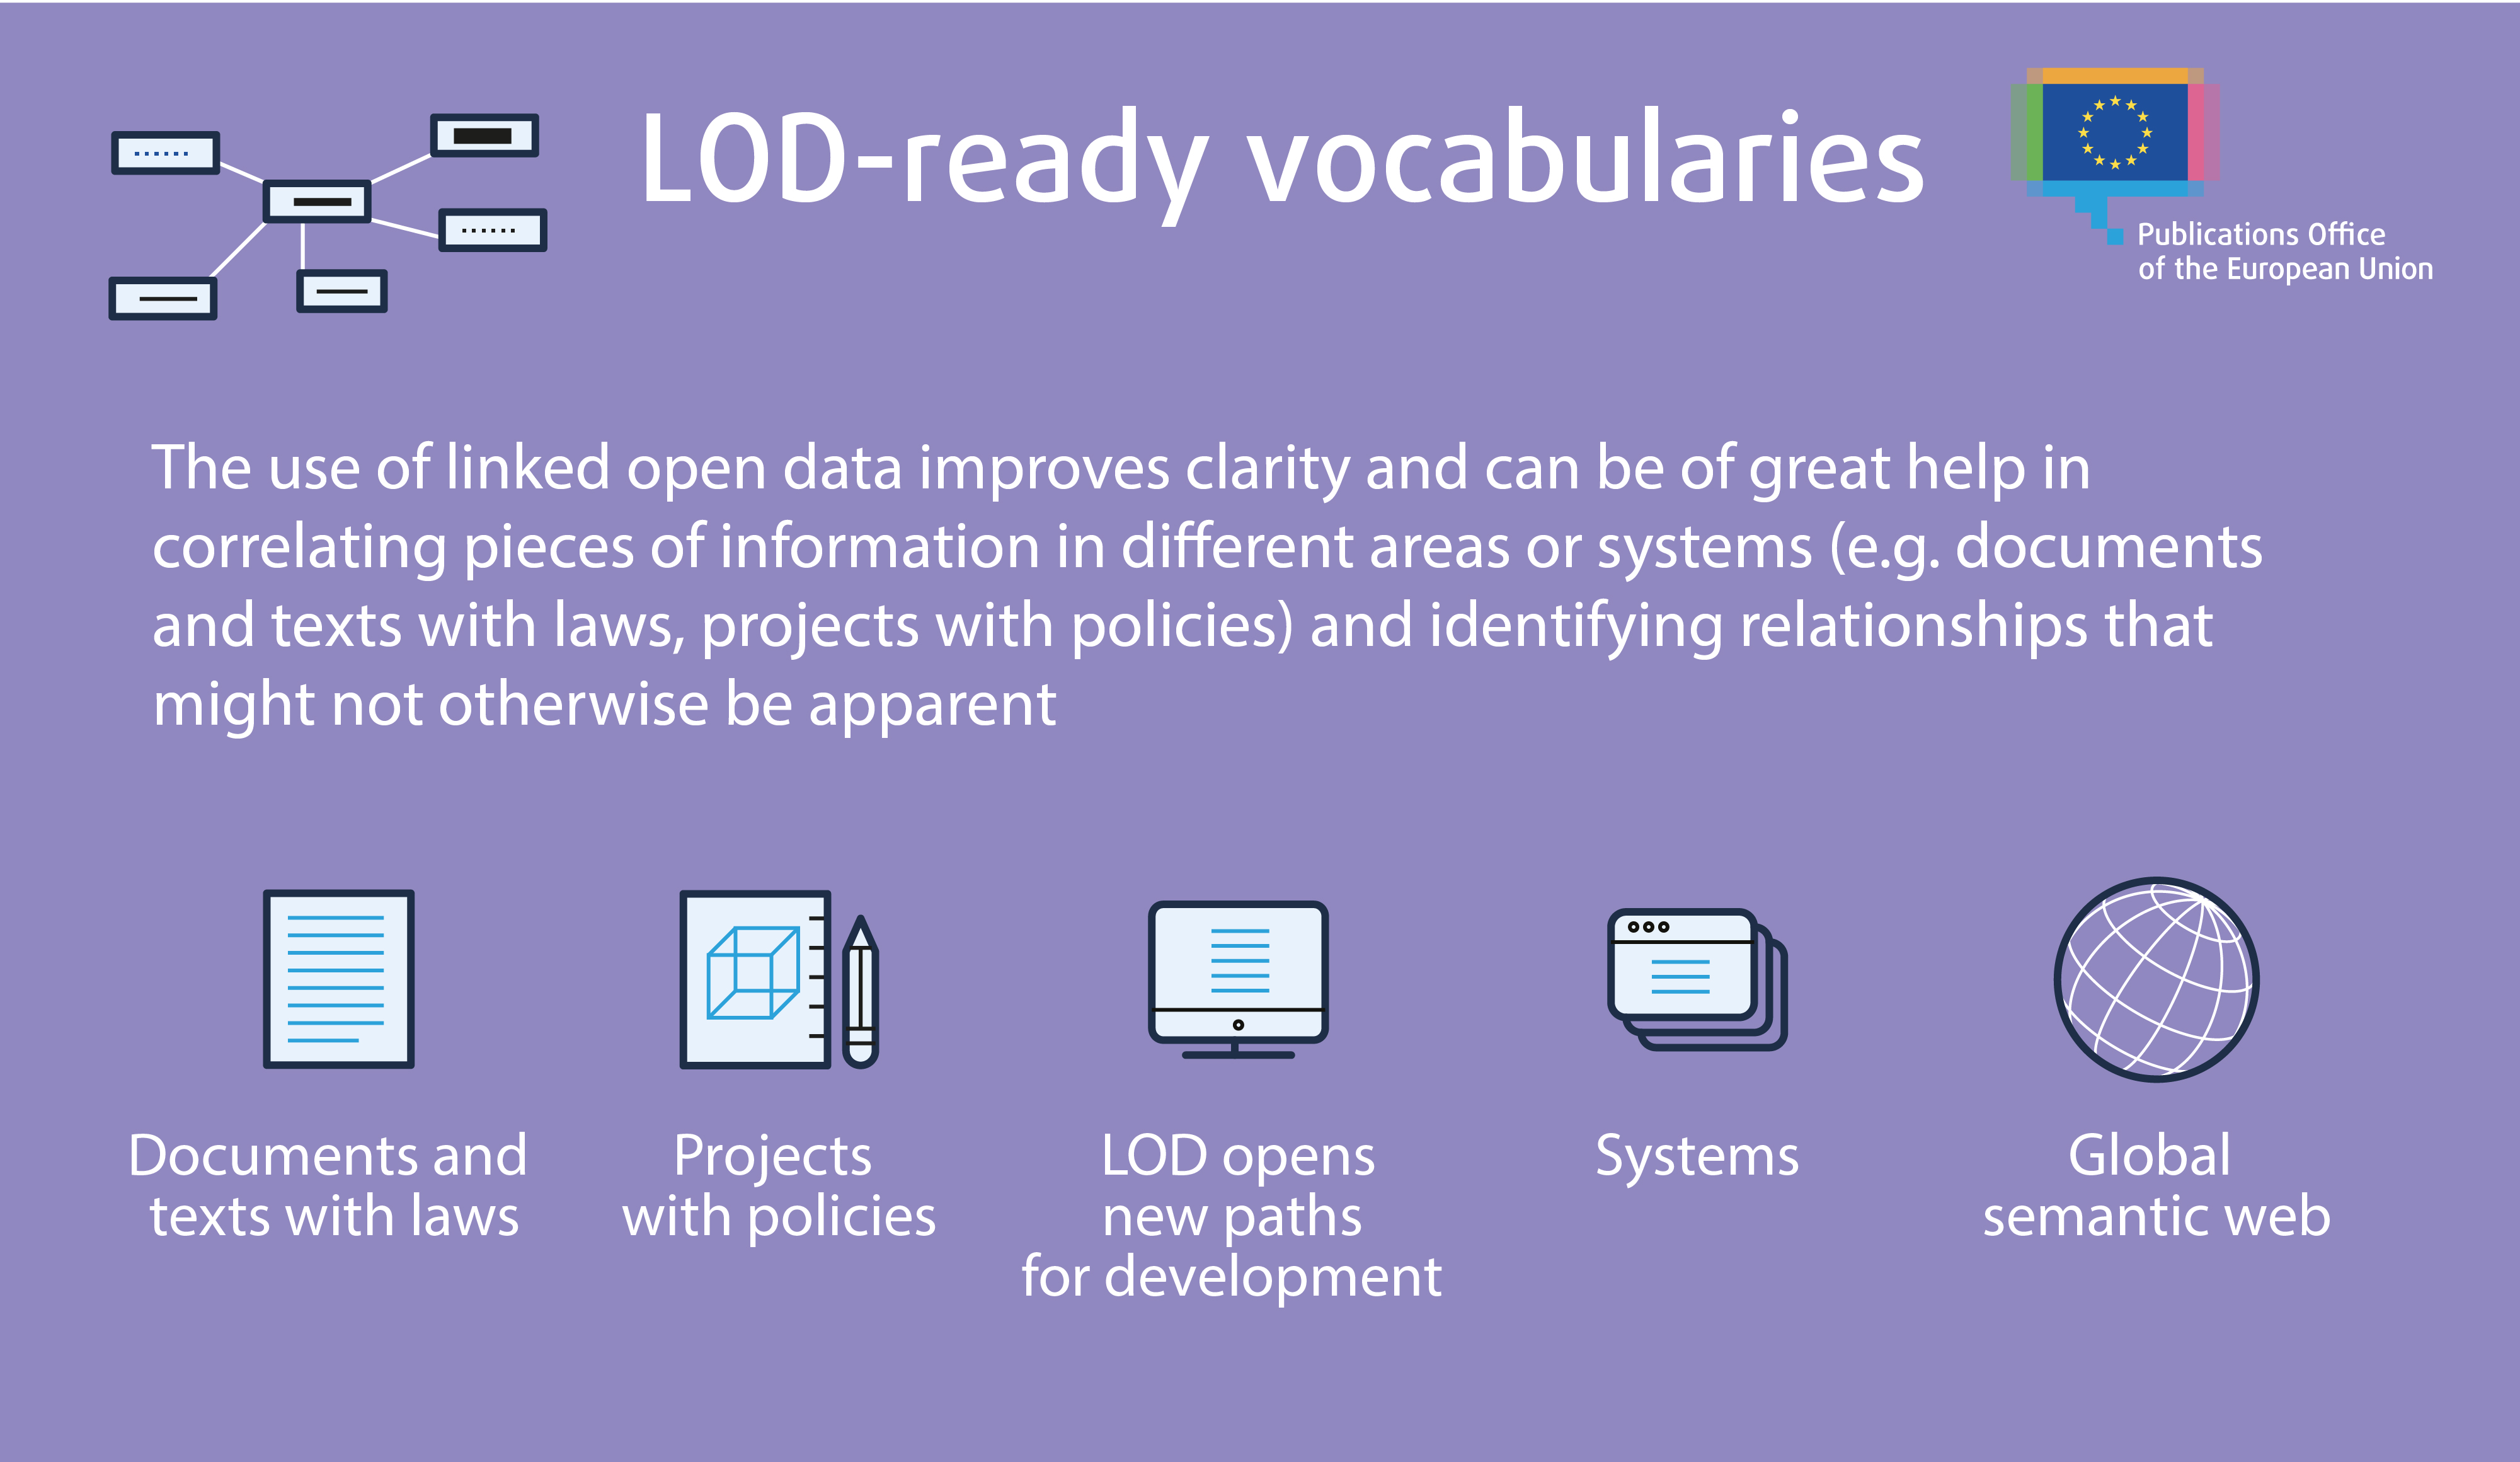 LOD-ready vocabularies
Publications Office
of the European Union
The use of linked open data improves clarity and can be of great help in
correlating pieces of information in different areas or systems (e.g. documents
and texts with laws, projects with policies) and identifying relationships that
might not otherwise be apparent
Documents and
texts with laws
Projects
with policies
LOD opens
new paths
for development
Systems
Global
semantic web